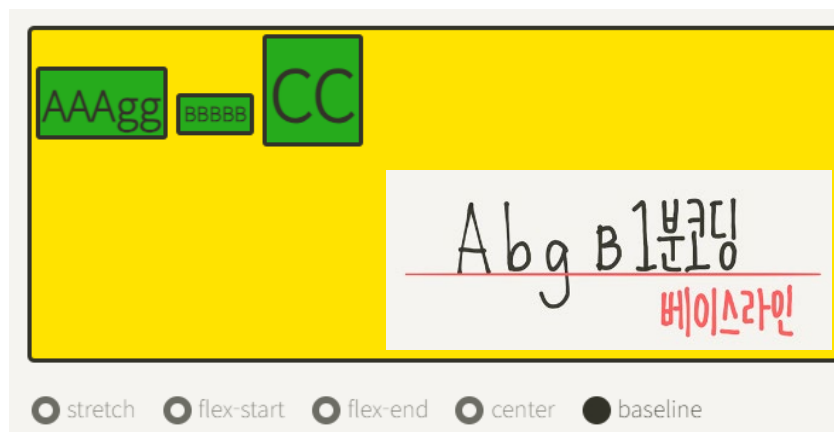 AAAgg BBBBB CC
Abg B 1분코딩
베이스라인
stretch flex-start flex-end center baseline